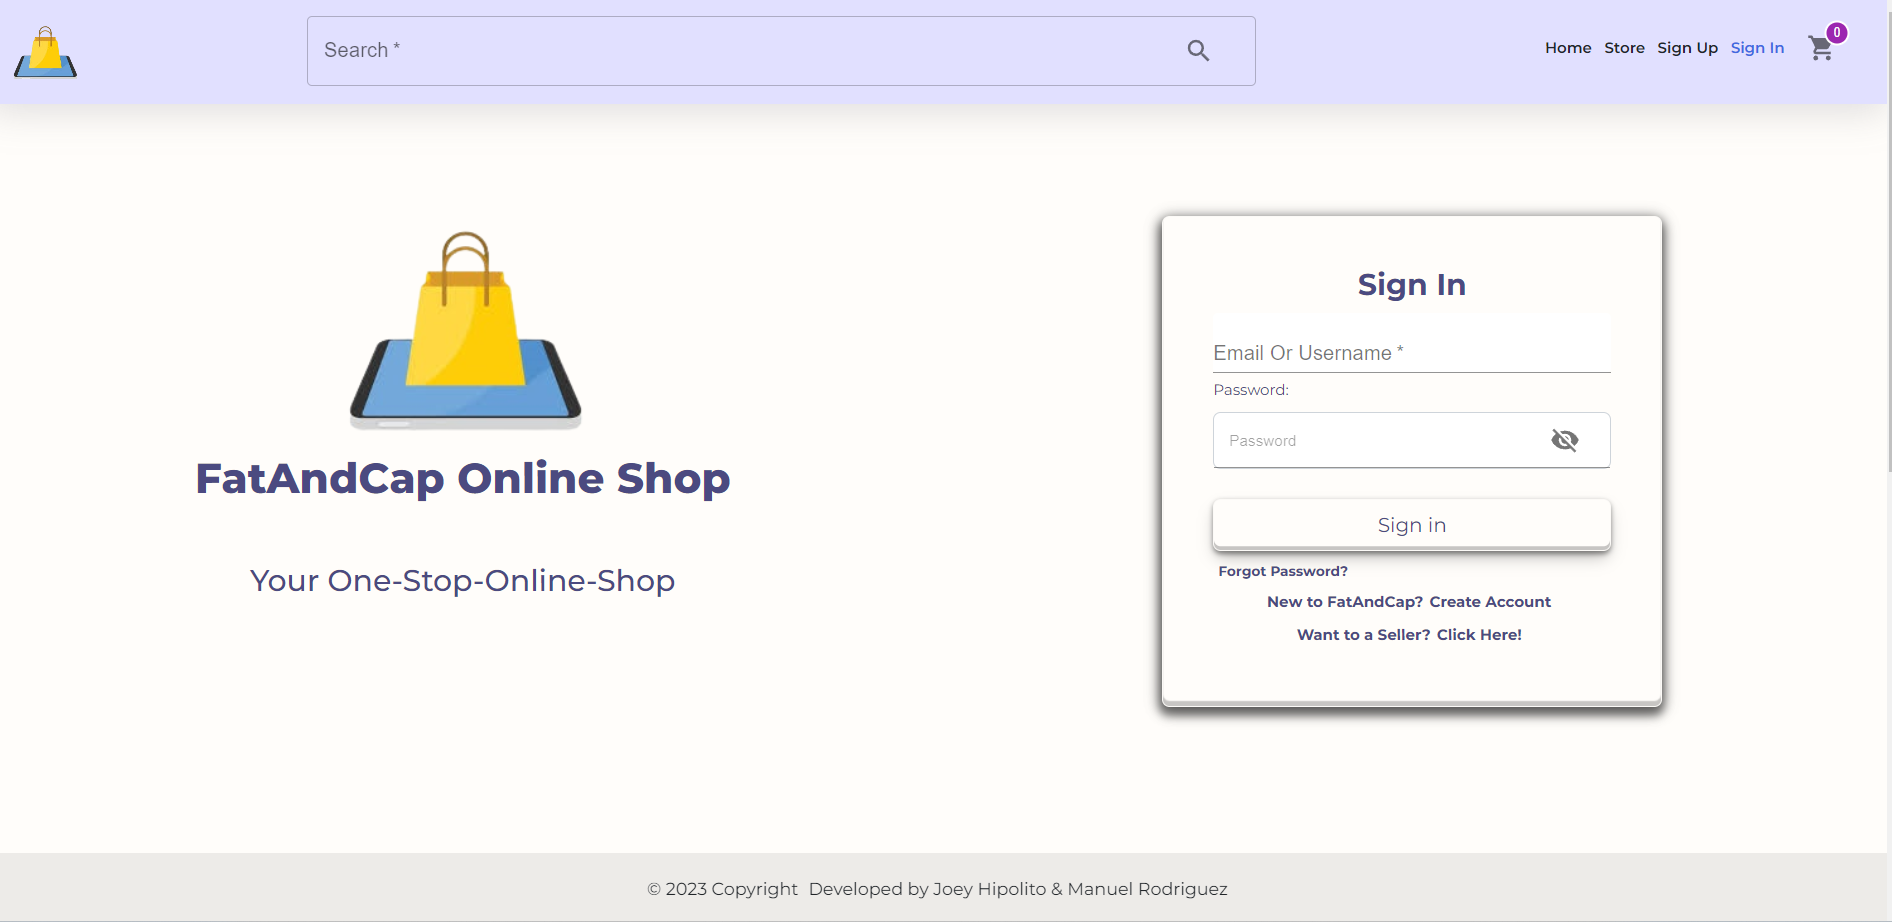 Search *
Home Store Sign Up Sign In 0
FatAndCap Online Shop
Your One-Stop-Online-Shop
Sign In
Email Or Username *
Password:
Password
Sign in
Forgot Password?
New to FatAndCap? Create Account
Want to a Seller? Click Here!
© 2023 Copyright Developed by Joey Hipolito & Manuel Rodriguez